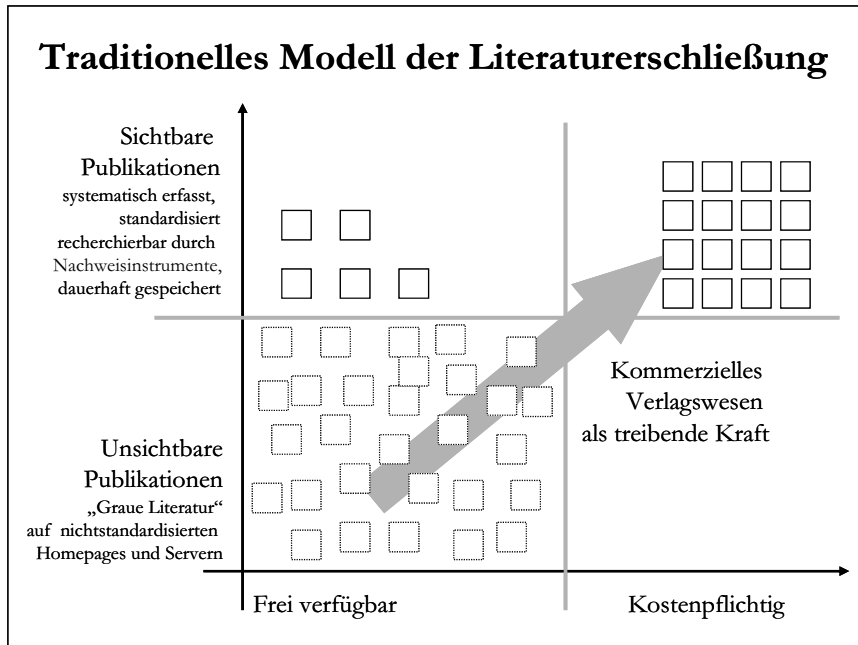 Traditionelles Modell der Literaturerschließung
Sichtbare
Publikationen
systematisch erfasst,
standardisiert
recherchierbar durch
Nachweisinstrumente,
dauerhaft gespeichert
Kommerzielles
Verlagswesen
als treibende Kraft
Unsichtbare
Publikationen
„Graue Literatur“
auf nichtstandardisierten
Homepages und Servern
Frei verfügbar
Kostenpflichtig